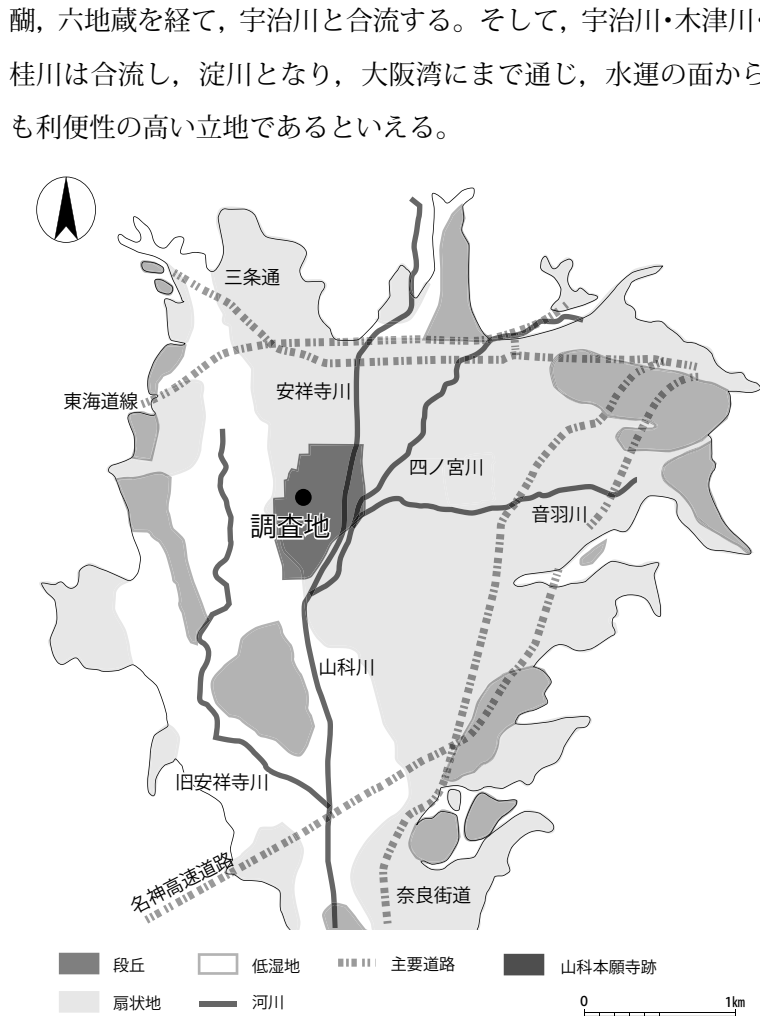 醐，六地蔵を経て，宇治川と合流する。そして，宇治川・木津川・
桂川は合流し，淀川となり，大阪湾にまで通じ，水運の面から
も利便性の高い立地であるといえる。
三条通
安祥寺川
東海道線
四ノ宮川
音羽川
調査地
山科川
旧安祥寺川
名神高速道路
奈良街道
段丘
低湿地
主要道路
山科本願寺跡
扇状地
河川
0 1km